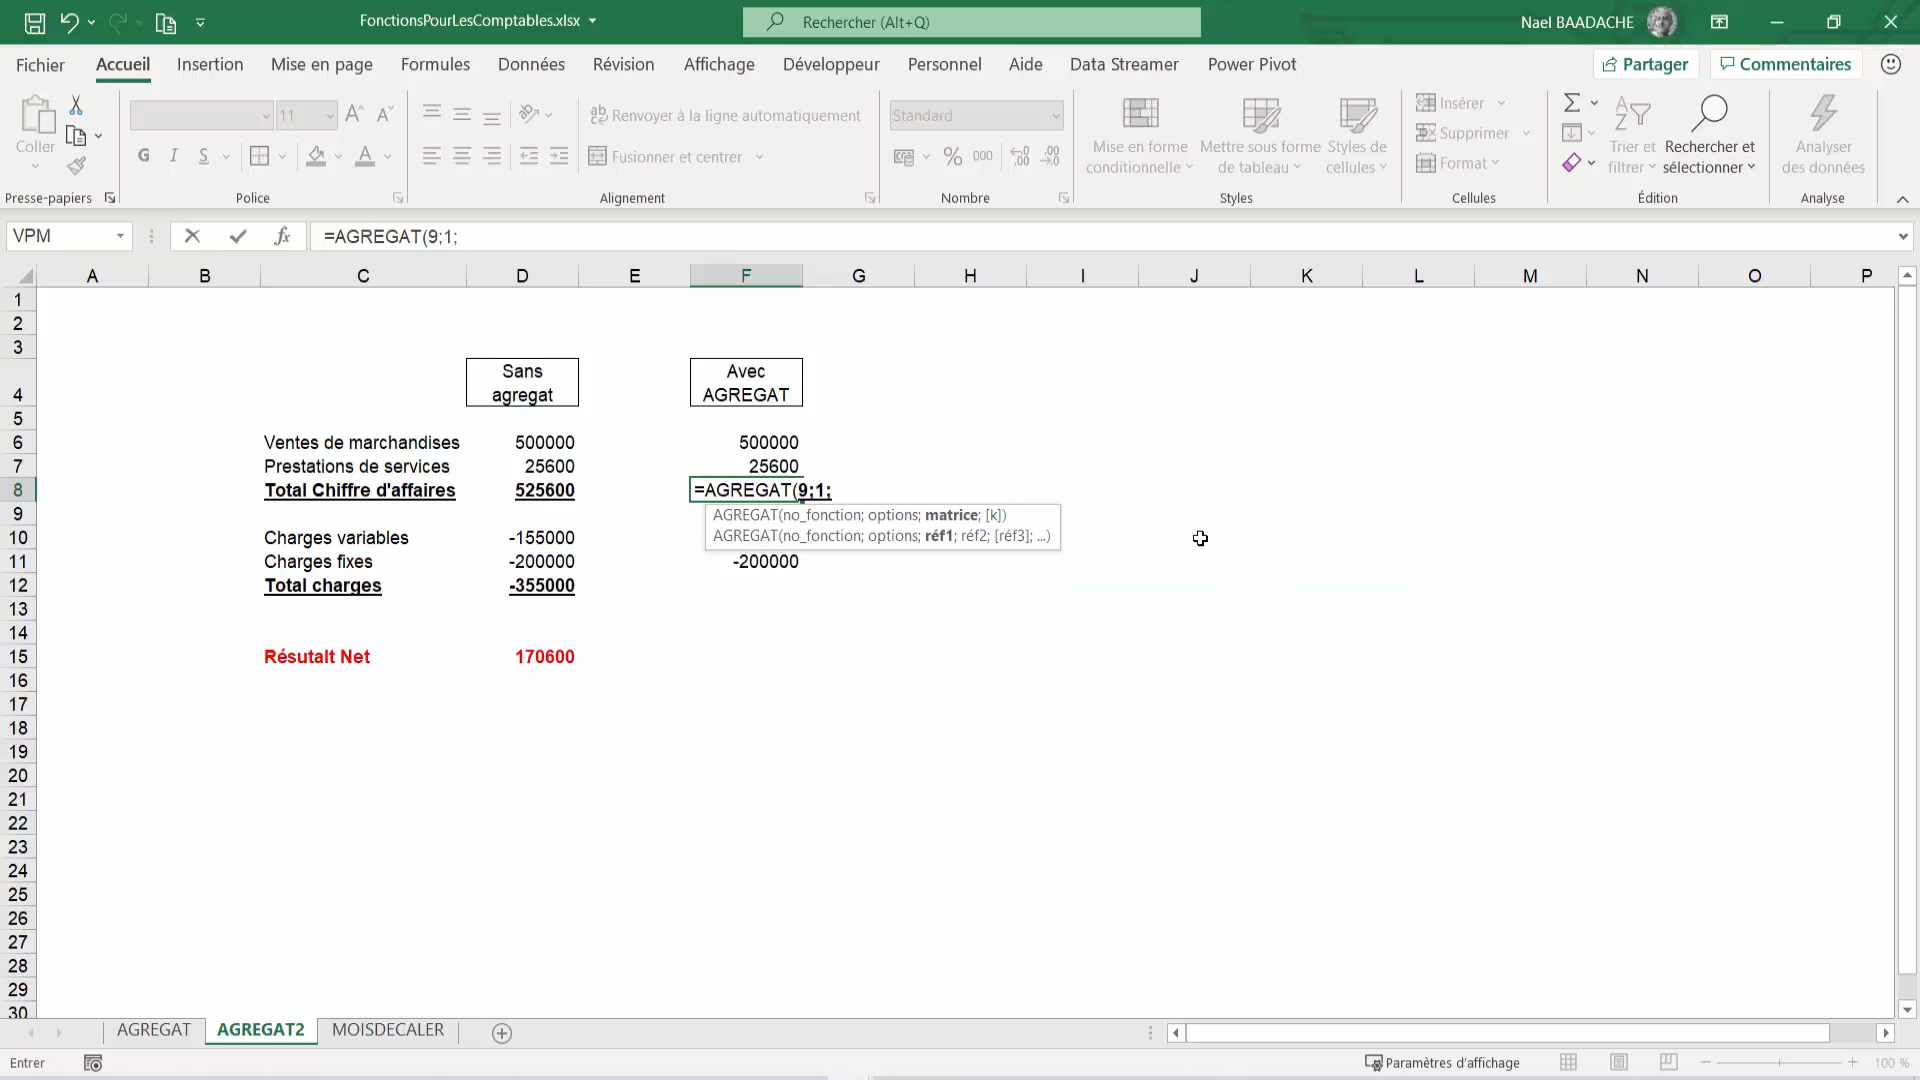 FonctionsPourLesComptables.xlsx
Rechercher (Alt+Q)
Nael BAADACHE
Fichier Accueil Insertion Mise en page Formules Données Révision Affichage Développeur Personnel Aide Data Streamer Power Pivot Partager Commentaires
Coller
11
Renvoyer à la ligne automatiquement
Fusionner et centrer
Standard
% 000
Mise en forme conditionnelle
Mettre sous forme de tableau
Styles de cellules
Insérer
Supprimer
Format
Trier et filtrer
Rechercher et sélectionner
Analyser des données
Presse-papiers Police Alignement Nombre Styles Cellules Édition Analyse
VPM fx =AGREGAT(9;1;
A B C D E F G H I J K L M N O P
1
2
3
Sans Avec
4 agregat AGREGAT
5
6 Ventes de marchandises 500000 500000
7 Prestations de services 25600 25600
8 Total Chiffre d'affaires 525600 =AGREGAT(9;1;
9 AGREGAT(no_fonction; options; matrice; [k])
AGREGAT(no_fonction; options; réf1; réf2; [réf3]; ...)
10 Charges variables -155000
11 Charges fixes -200000 -200000
12 Total charges -355000
13
14
15 Résutalt Net 170600
16
17
18
19
20
21
22
23
24
25
26
27
28
29
30
AGREGAT AGREGAT2 MOISDECALER
Entrer
Paramètres d'affichage
100 %